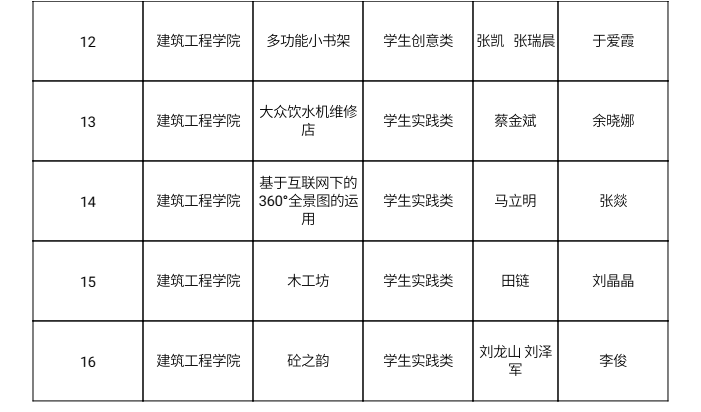 12 建筑工程学院 多功能小书架 学生创意类 张凯 张瑞晨 于爱霞
13 建筑工程学院 大众饮水机维修
店 学生实践类 蔡金斌 余晓娜
14 建筑工程学院 基于互联网下的
360°全景图的运
用 学生实践类 马立明 张燚
15 建筑工程学院 木工坊 学生实践类 田链 刘晶晶
16 建筑工程学院 砼之韵 学生实践类 刘龙山 刘泽
军 李俊